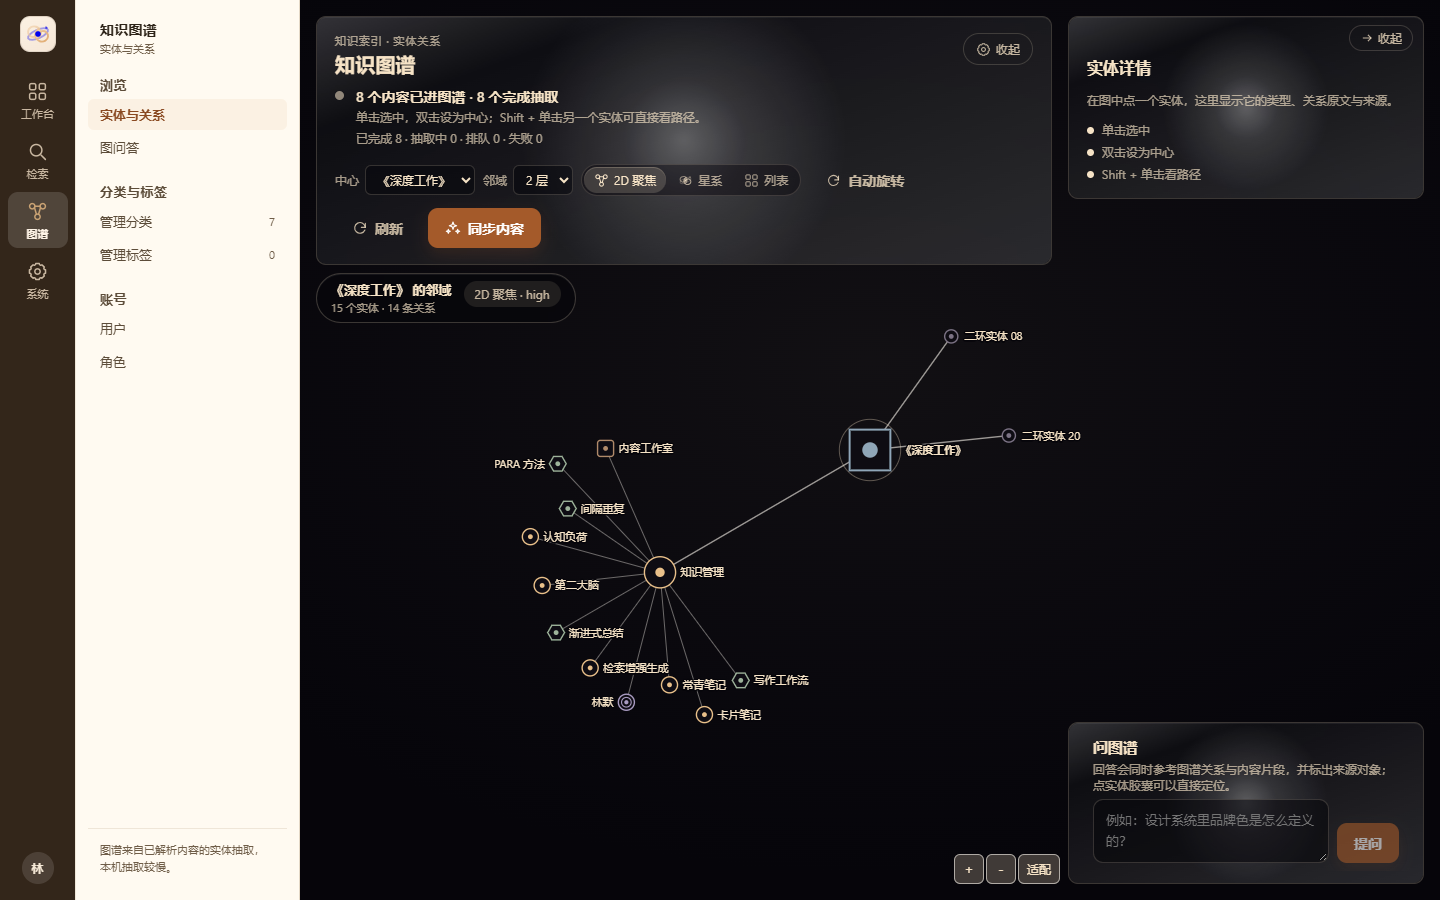 工作台
检索
图谱
系统
林
知识图谱
实体与关系
浏览
实体与关系
图问答
分类与标签
管理分类 7
管理标签 0
账号
用户
角色
图谱来自已解析内容的实体抽取，
本机抽取较慢。
知识索引 · 实体关系
知识图谱
收起
8 个内容已进图谱 · 8 个完成抽取
单击选中，双击设为中心；Shift + 单击另一个实体可直接看路径。
已完成 8 · 抽取中 0 · 排队 0 · 失败 0
中心 《深度工作》 邻域 2 层 2D 聚焦 星系 列表 自动旋转
刷新 同步内容
《深度工作》 的邻域
15 个实体 · 14 条关系
2D 聚焦 · high
二环实体 08
二环实体 20
《深度工作》
内容工作室
PARA 方法
间隔重复
认知负荷
知识管理
第二大脑
渐进式总结
检索增强生成
写作工作流
常青笔记
林默
卡片笔记
+ - 适配
收起
实体详情
在图中点一个实体，这里显示它的类型、关系原文与来源。
单击选中
双击设为中心
Shift + 单击看路径
问图谱
回答会同时参考图谱关系与内容片段，并标出来源对象；
点实体胶囊可以直接定位。
例如：设计系统里品牌色是怎么定义
的？
提问